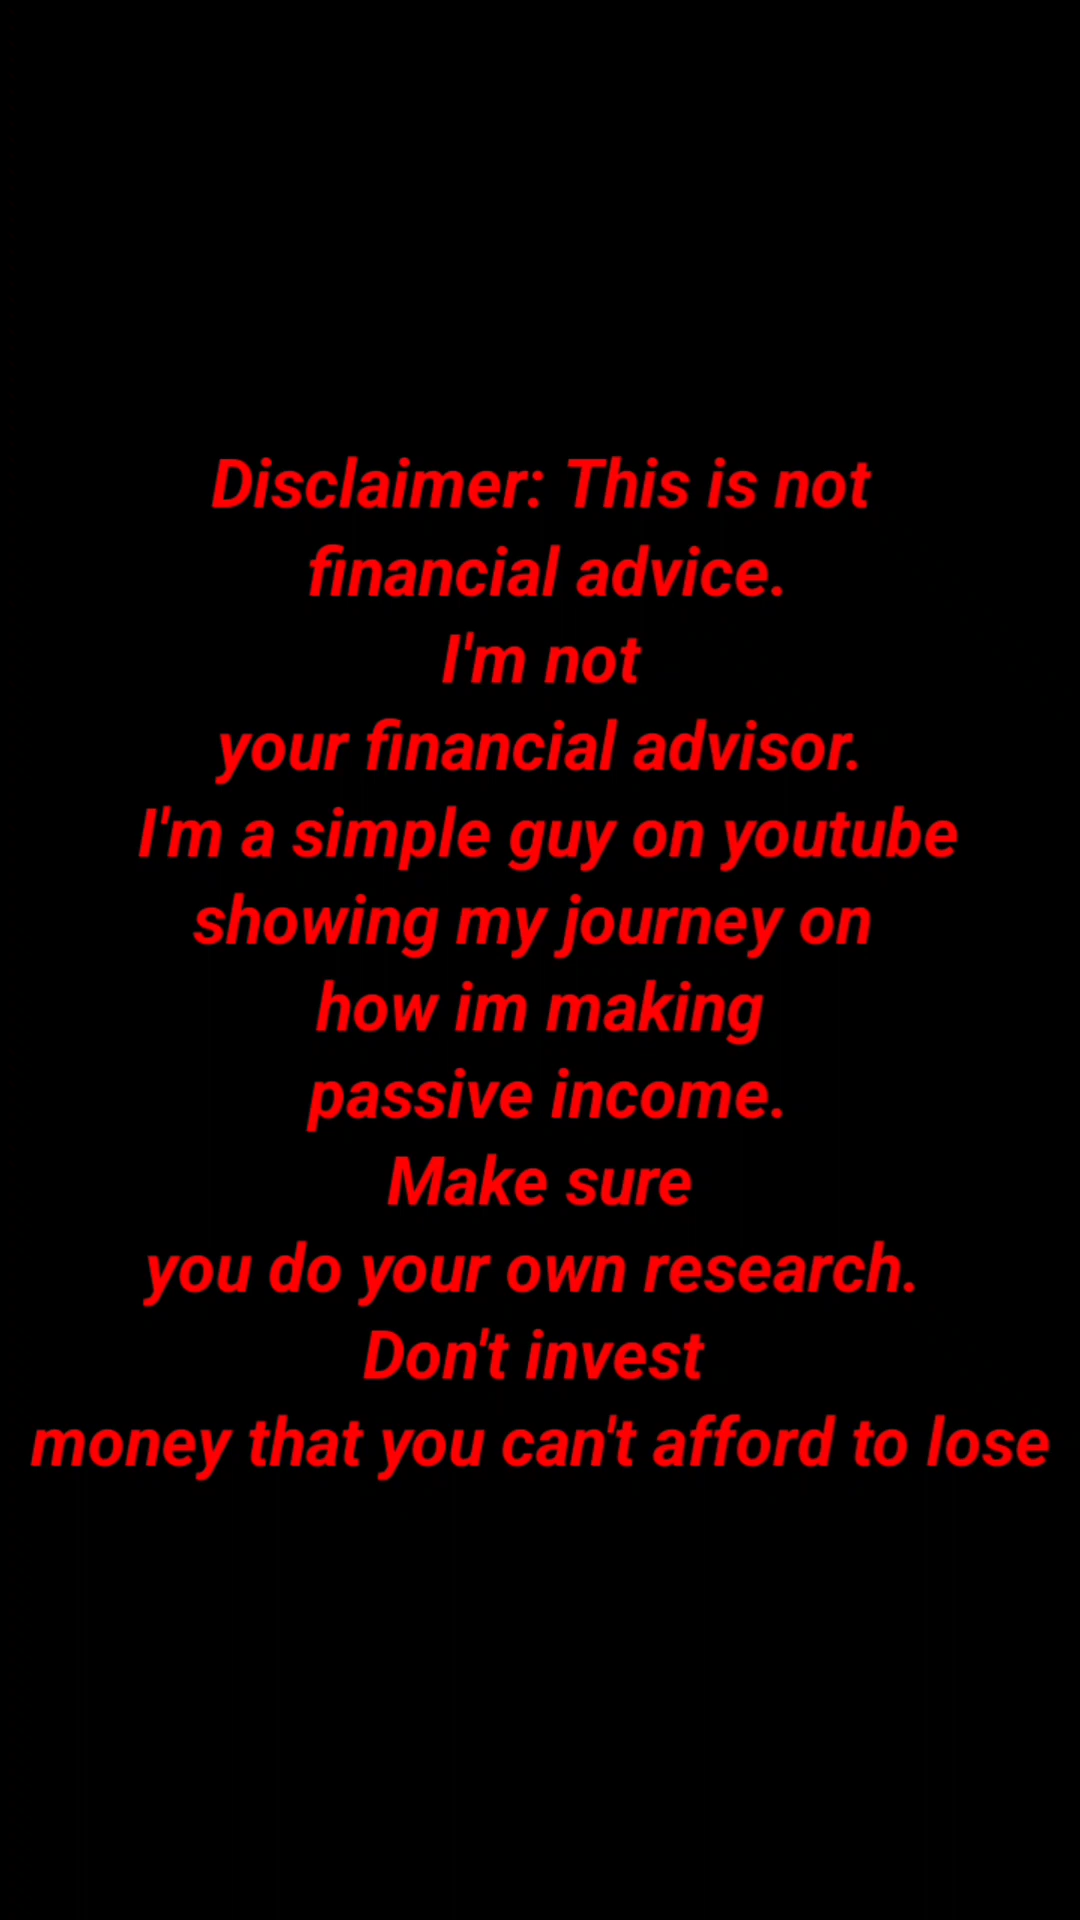 Disclaimer: This is not
financial advice.
I'm not
your financial advisor.
I'm a simple guy on youtube
showing my journey on
how im making
passive income.
Make sure
you do your own research.
Don't invest
money that you can't afford to lose